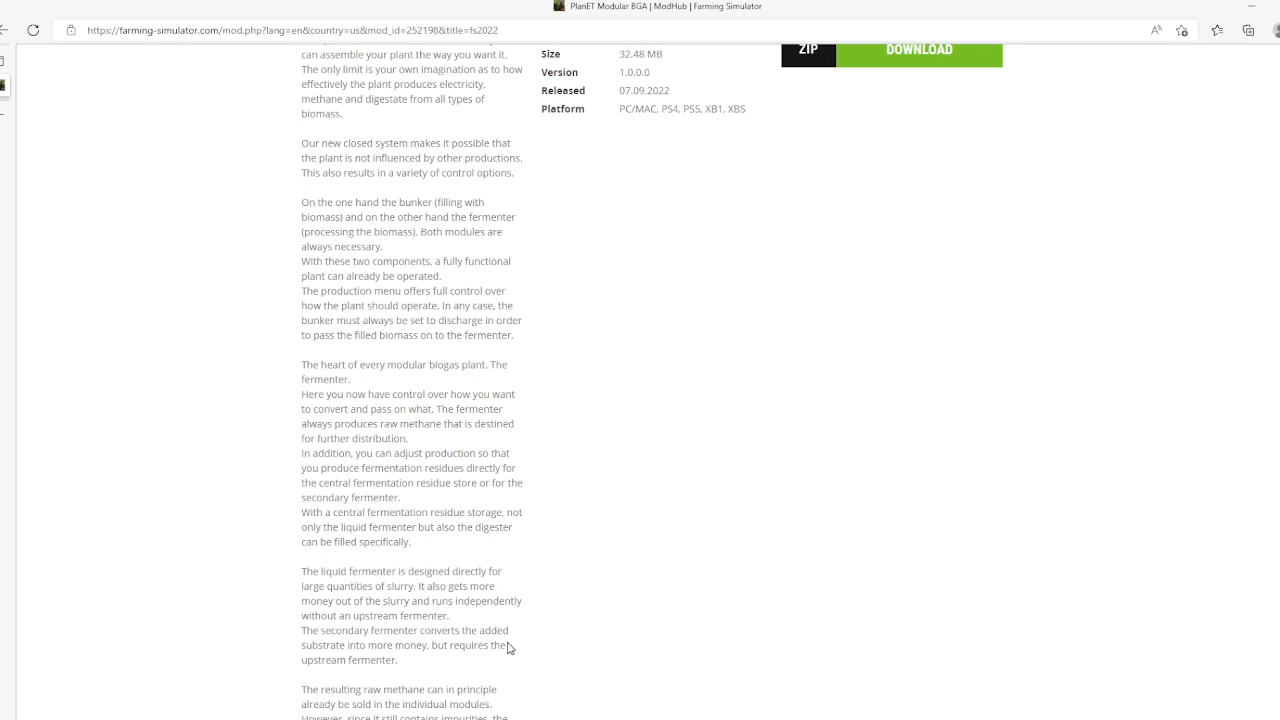 PlanET Modular BGA | ModHub | Farming Simulator
https://farming-simulator.com/mod.php?lang=en&country=us&mod_id=252198&title=fs2022
can assemble your plant the way you want it.
The only limit is your own imagination as to how
effectively the plant produces electricity,
methane and digestate from all types of
biomass.
Our new closed system makes it possible that
the plant is not influenced by other productions.
This also results in a variety of control options.
On the one hand the bunker (filling with
biomass) and on the other hand the fermenter
(processing the biomass). Both modules are
always necessary.
With these two components, a fully functional
plant can already be operated.
The production menu offers full control over
how the plant should operate. In any case, the
bunker must always be set to discharge in order
to pass the filled biomass on to the fermenter.
The heart of every modular biogas plant. The
fermenter.
Here you now have control over how you want
to convert and pass on what. The fermenter
always produces raw methane that is destined
for further distribution.
In addition, you can adjust production so that
you produce fermentation residues directly for
the central fermentation residue store or for the
secondary fermenter.
With a central fermentation residue storage, not
only the liquid fermenter but also the digester
can be filled specifically.
The liquid fermenter is designed directly for
large quantities of slurry. It also gets more
money out of the slurry and runs independently
without an upstream fermenter.
The secondary fermenter converts the added
substrate into more money, but requires the
upstream fermenter.
The resulting raw methane can in principle
already be sold in the individual modules.
However, since it still contains impurities, the
Size 32.48 MB
Version 1.0.0.0
Released 07.09.2022
Platform PC/MAC, PS4, PS5, XB1, XBS
ZIP DOWNLOAD